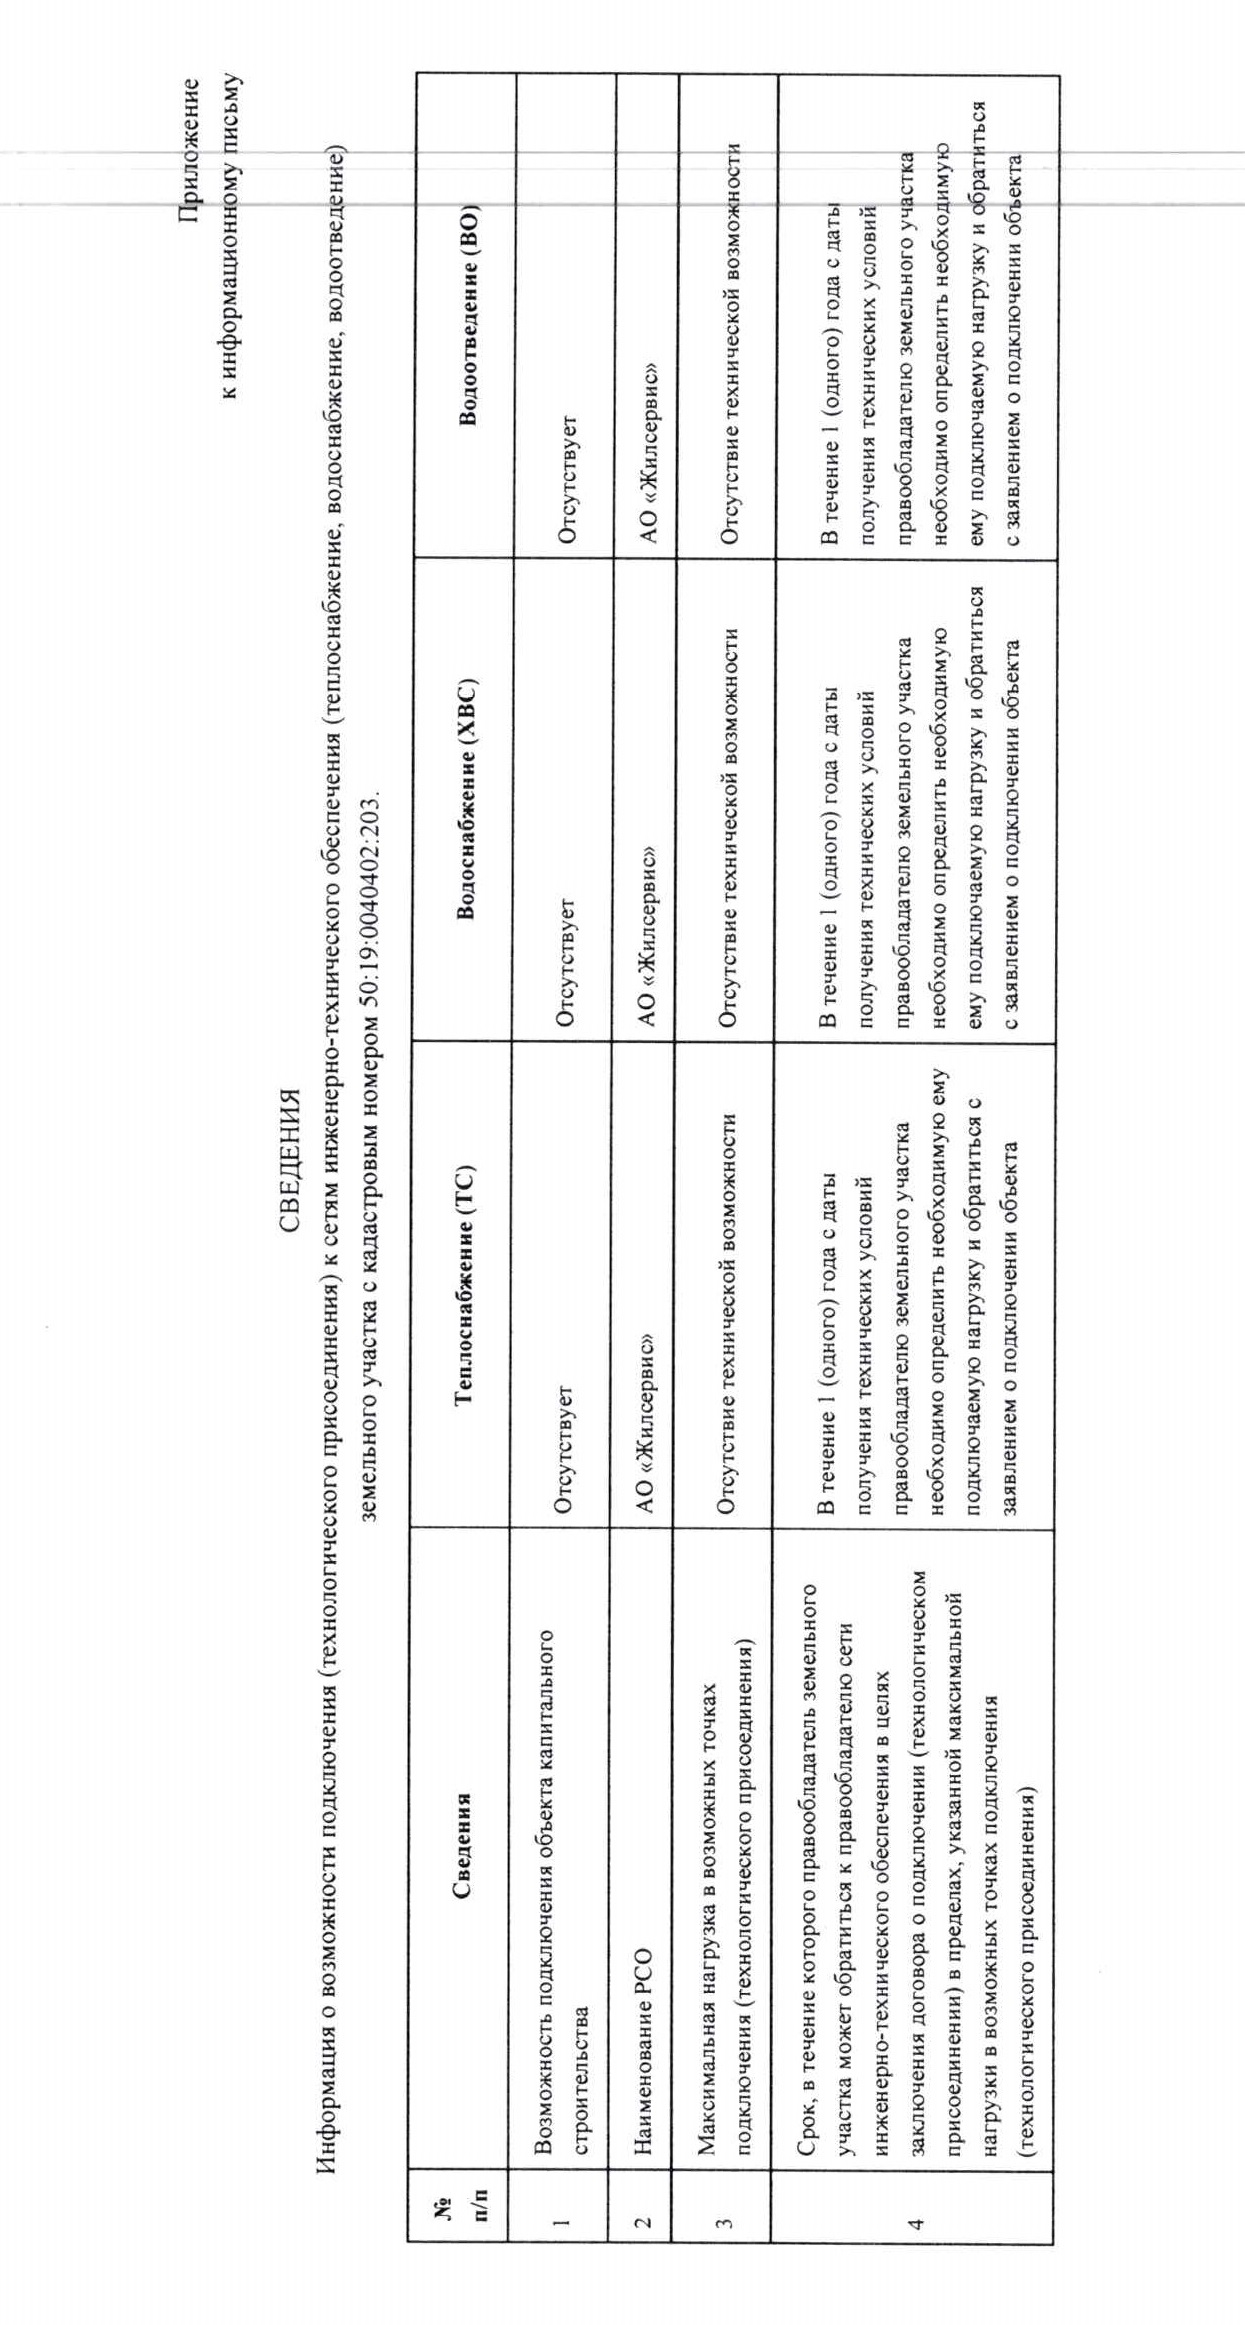 Приложение
к информационному письму
СВЕДЕНИЯ
Информация о возможности подключения (технологического присоединения) к сетям инженерно-технического обеспечения (теплоснабжение, водоснабжение, водоотведение)
земельного участка с кадастровым номером 50:19:0040402:203.
№
п/п
Сведения
Теплоснабжение (ТС)
Водоснабжение (ХВС)
Водоотведение (ВО)
1
Возможность подключения объекта капитального
строительства
Отсутствует
Отсутствует
Отсутствует
2
Наименование РСО
АО «Жилсервис»
АО «Жилсервис»
АО «Жилсервис»
3
Максимальная нагрузка в возможных точках
подключения (технологического присоединения)
Отсутствие технической возможности
Отсутствие технической возможности
Отсутствие технической возможности
4
Срок, в течение которого правообладатель земельного
участка может обратиться к правообладателю сети
инженерно-технического обеспечения в целях
заключения договора о подключении (технологическом
присоединении) в пределах, указанной максимальной
нагрузки в возможных точках подключения
(технологического присоединения)
В течение 1 (одного) года с даты
получения технических условий
правообладателю земельного участка
необходимо определить необходимую ему
подключаемую нагрузку и обратиться с
заявлением о подключении объекта
В течение 1 (одного) года с даты
получения технических условий
правообладателю земельного участка
необходимо определить необходимую
ему подключаемую нагрузку и обратиться
с заявлением о подключении объекта
В течение 1 (одного) года с даты
получения технических условий
правообладателю земельного участка
необходимо определить необходимую
ему подключаемую нагрузку и обратиться
с заявлением о подключении объекта